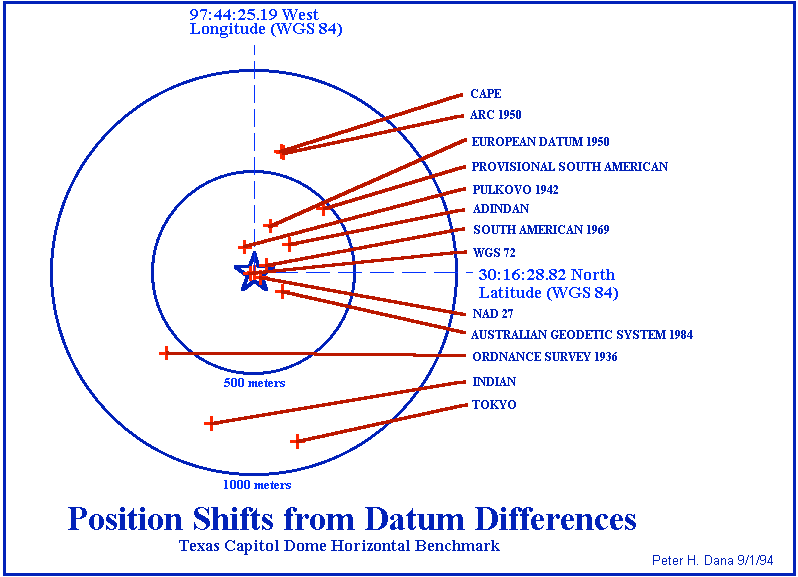 97:44:25.19 West
Longitude (WGS 84)
CAPE
ARC 1950
EUROPEAN DATUM 1950
PROVISIONAL SOUTH AMERICAN
PULKOVO 1942
ADINDAN
SOUTH AMERICAN 1969
WGS 72
30:16:28.82 North
Latitude (WGS 84)
NAD 27
AUSTRALIAN GEODETIC SYSTEM 1984
ORDNANCE SURVEY 1936
500 meters
INDIAN
TOKYO
1000 meters
Position Shifts from Datum Differences
Texas Capitol Dome Horizontal Benchmark
Peter H. Dana 9/1/94